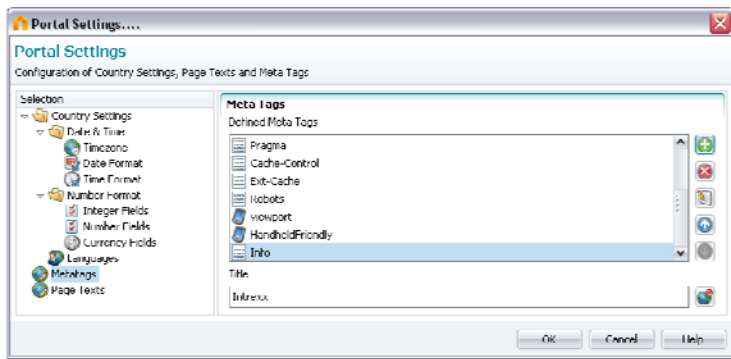 Portal Settings....
Portal Settings
Configuration of Country Settings, Page Texts and Meta Tags
Selection
Country Settings
Date & Time
Timezone
Date Format
Time Format
Number Format
Integer Fields
Number Fields
Currency Fields
Languages
Metatags
Page Texts
Meta Tags
Defined Meta Tags
Pragma
Cache-Control
Ext-Cache
Robots
viewport
HandheldFriendly
Info
Title
Intrexx
OK
Cancel
Help